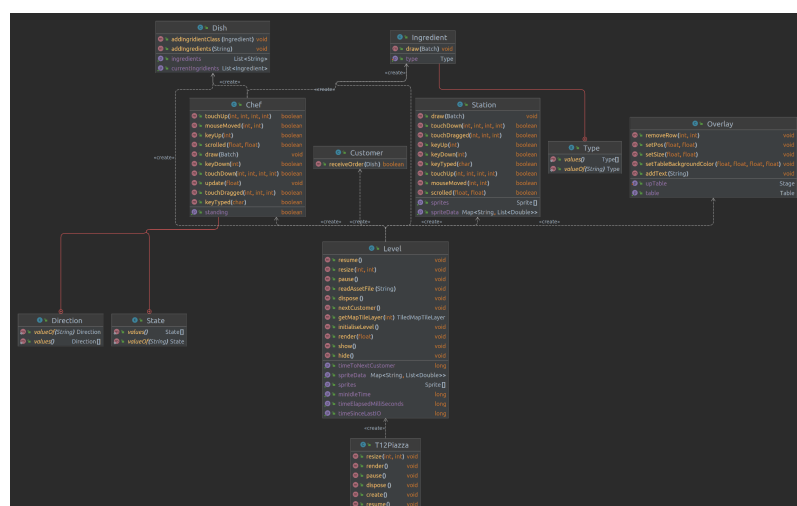 Dish
addingridientClass(Ingredient) void
addIngredients(String) void
ingredients List<String>
currentIngridients List<Ingredient>
Ingredient
draw(Batch) void
type Type
«create»
«create»
Chef
touchUp(int, int, int, int) boolean
mouseMoved(int, int) boolean
keyUp(int) boolean
scrolled(float, float) boolean
draw(Batch) void
keyDown(int) boolean
touchDown(int, int, int, int) boolean
update(float) void
touchDragged(int, int, int) boolean
keyTyped(char) boolean
standing boolean
Station
draw(Batch) void
touchDown(int, int, int, int) boolean
touchDragged(int, int, int) boolean
keyUp(int) boolean
keyDown(int) boolean
keyTyped(char) boolean
touchUp(int, int, int, int) boolean
mouseMoved(int, int) boolean
scrolled(float, float) boolean
sprites Sprite[]
spriteData Map<String, List<Double>>
Overlay
removeRow(int) void
setPos(float, float) void
setSize(float, float) void
setTableBackgroundColor(float, float, float, float) void
addText(String) void
upTable Stage
table Table
Type
values() Type[]
valueOf(String) Type
Customer
receiveOrder(Dish) boolean
«create»
«create»
«create»
«create»
«create»
Level
resume() void
resize(int, int) void
pause() void
readAssetFile(String) void
dispose() void
nextCustomer() void
getMapTileLayer(int) TiledMapTileLayer
initialiseLevel() void
render(float) void
show() void
hide() void
timeToNextCustomer long
spriteData Map<String, List<Double>>
sprites Sprite[]
long
timeElapsedMilliSeconds long
timeSinceLastIO long
Direction
valueOf(String) Direction
values() Direction[]
State
values() State[]
valueOf(String) State
«create»
T12Piazza
resize(int, int) void
render() void
pause() void
dispose() void
create() void
resume() void